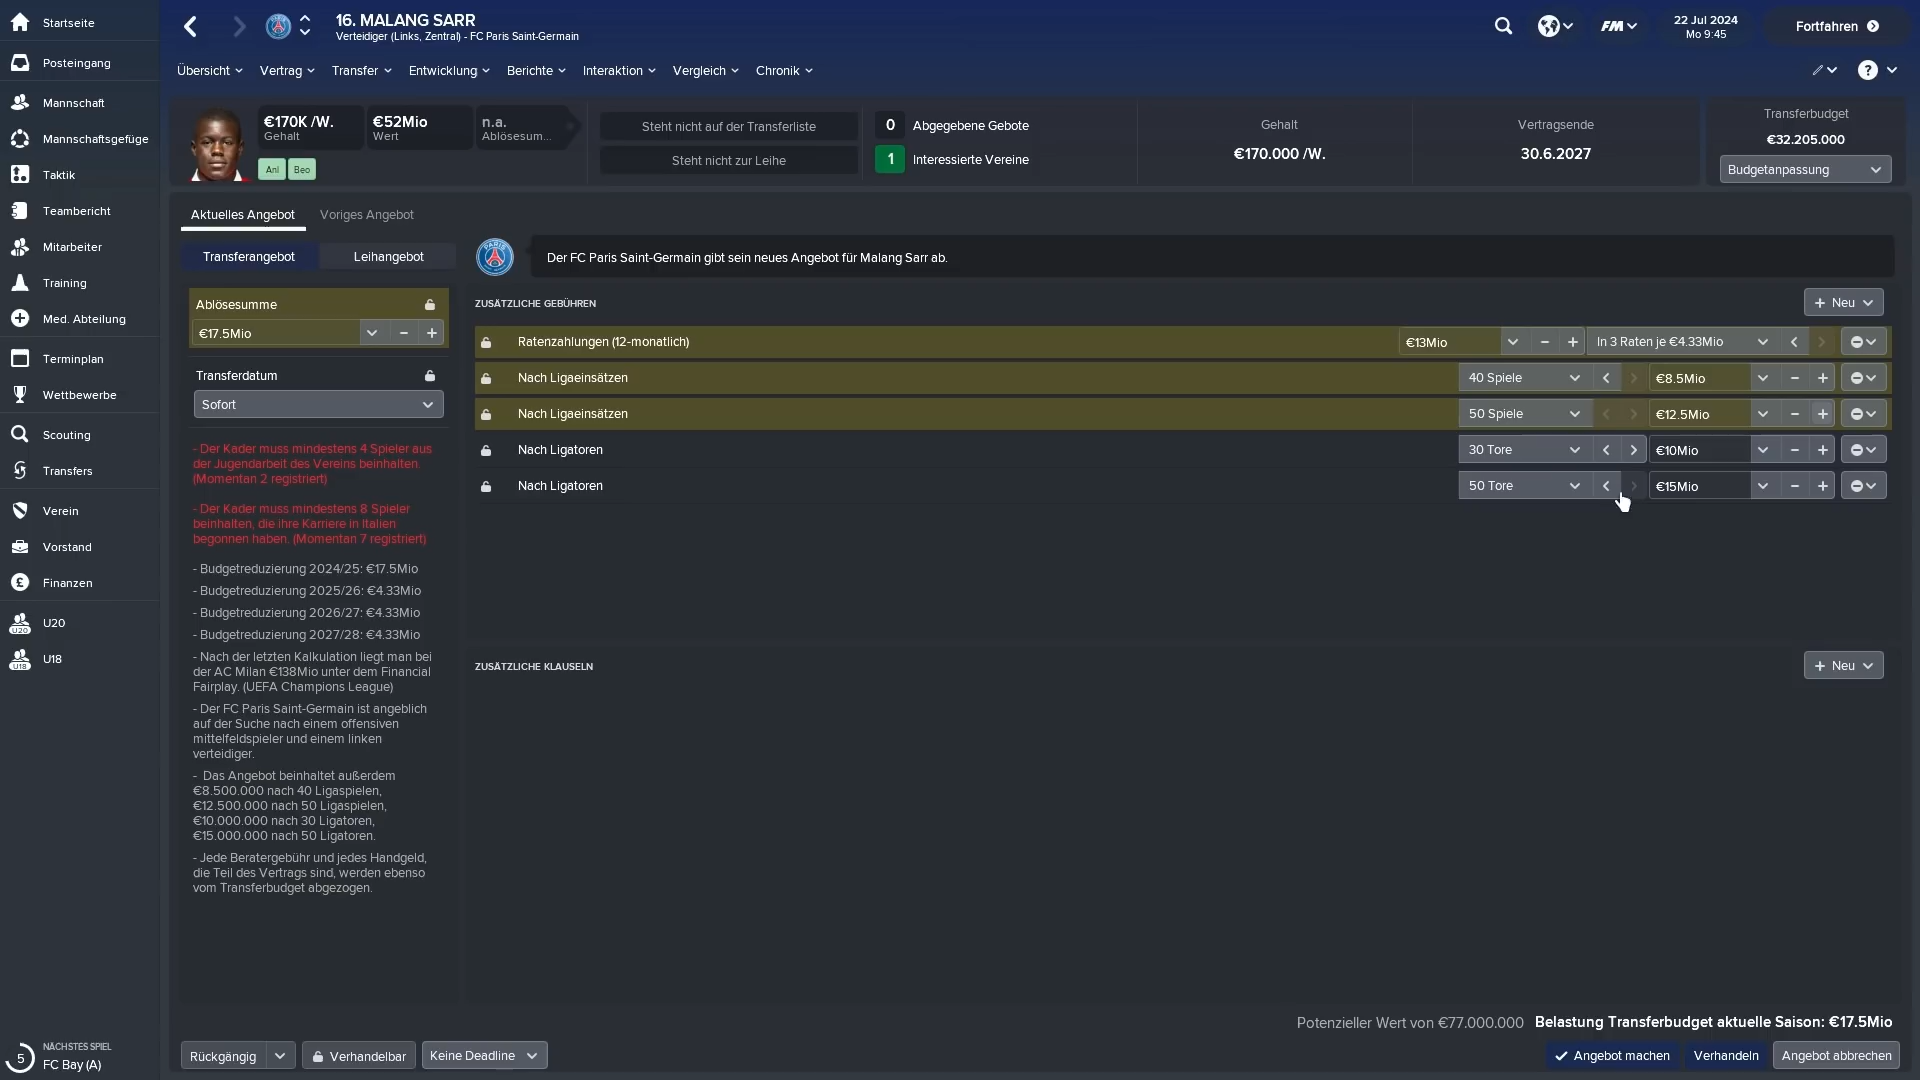 Startseite
Posteingang
Mannschaft
Mannschaftsgefüge
Taktik
Teambericht
Mitarbeiter
Training
Med. Abteilung
Terminplan
Wettbewerbe
Scouting
Transfers
Verein
Vorstand
Finanzen
U20
U20
U18
U18
5
NÄCHSTES SPIEL
FC Bay (A)
16. MALANG SARR
Verteidiger (Links, Zentral) - FC Paris Saint-Germain
FM
22 Jul 2024
Mo 9:45
Fortfahren
Übersicht Vertrag Transfer Entwicklung Berichte Interaktion Vergleich Chronik
?
€170K /W.
Gehalt
€52Mio
Wert
n.a.
Ablösesum...
Anl Beo
Steht nicht auf der Transferliste
Steht nicht zur Leihe
0 Abgegebene Gebote
1 Interessierte Vereine
Gehalt
€170.000 /W.
Vertragsende
30.6.2027
Transferbudget
€32.205.000
Budgetanpassung
Aktuelles Angebot Voriges Angebot
Transferangebot Leihangebot
Ablösesumme
€17.5Mio
Transferdatum
Sofort
- Der Kader muss mindestens 4 Spieler aus
der Jugendarbeit des Vereins beinhalten.
(Momentan 2 registriert)
- Der Kader muss mindestens 8 Spieler
beinhalten, die ihre Karriere in Italien
begonnen haben. (Momentan 7 registriert)
- Budgetreduzierung 2024/25: €17.5Mio
- Budgetreduzierung 2025/26: €4.33Mio
- Budgetreduzierung 2026/27: €4.33Mio
- Budgetreduzierung 2027/28: €4.33Mio
- Nach der letzten Kalkulation liegt man bei
der AC Milan €138Mio unter dem Financial
Fairplay. (UEFA Champions League)
- Der FC Paris Saint-Germain ist angeblich
auf der Suche nach einem offensiven
mittelfeldspieler und einem linken
verteidiger.
- Das Angebot beinhaltet außerdem
€8.500.000 nach 40 Ligaspielen,
€12.500.000 nach 50 Ligaspielen,
€10.000.000 nach 30 Ligatoren,
€15.000.000 nach 50 Ligatoren.
- Jede Beratergebühr und jedes Handgeld,
die Teil des Vertrags sind, werden ebenso
vom Transferbudget abgezogen.
PARIS
Der FC Paris Saint-Germain gibt sein neues Angebot für Malang Sarr ab.
ZUSÄTZLICHE GEBÜHREN
+ Neu
Ratenzahlungen (12-monatlich) €13Mio - + In 3 Raten je €4.33Mio
Nach Ligaeinsätzen 40 Spiele €8.5Mio - +
Nach Ligaeinsätzen 50 Spiele €12.5Mio - +
Nach Ligatoren 30 Tore €10Mio - +
Nach Ligatoren 50 Tore €15Mio - +
ZUSÄTZLICHE KLAUSELN
+ Neu
Potenzieller Wert von €77.000.000 Belastung Transferbudget aktuelle Saison: €17.5Mio
Rückgängig Verhandelbar Keine Deadline Angebot machen Verhandeln Angebot abbrechen